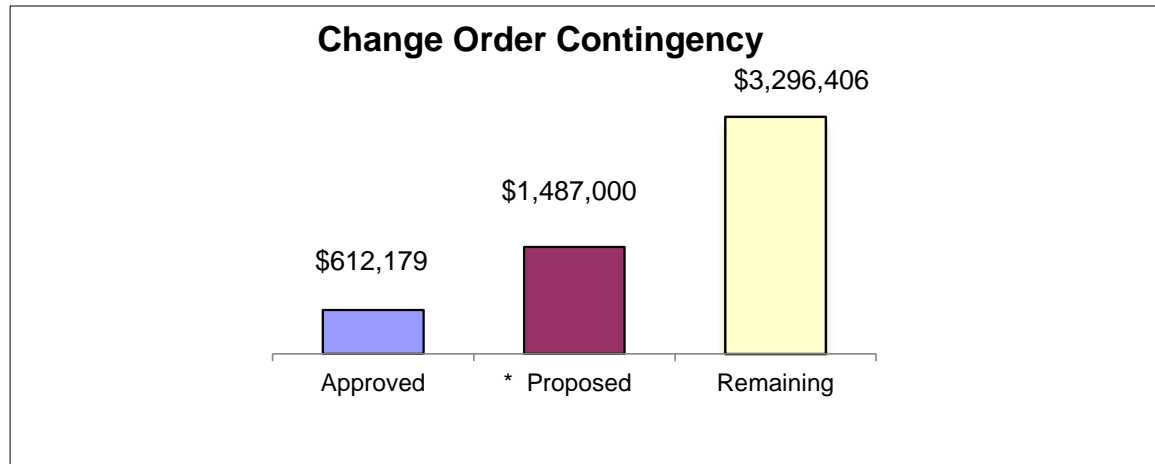 Change Order Contingency
$3,296,406
$1,487,000
$612,179
Approved
* Proposed
Remaining